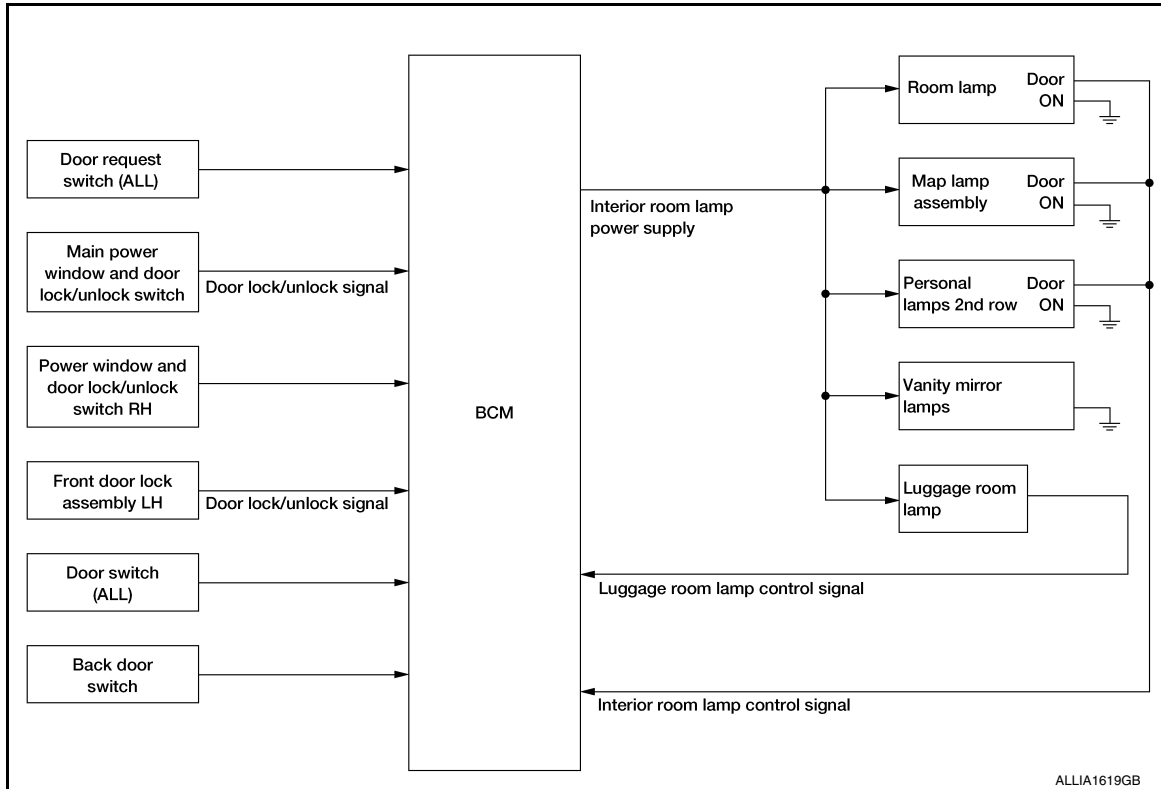 Door request
switch (ALL)
Main power
window and door
lock/unlock switch
Door lock/unlock signal
Power window and
door lock/unlock
switch RH
Front door lock
assembly LH
Door lock/unlock signal
Door switch
(ALL)
Back door
switch
BCM
Interior room lamp
power supply
Room lamp
Door
ON
Map lamp
assembly
Door
ON
Personal
lamps 2nd row
Door
ON
Vanity mirror
lamps
Luggage room
lamp
Luggage room lamp control signal
Interior room lamp control signal
ALLIA1619GB